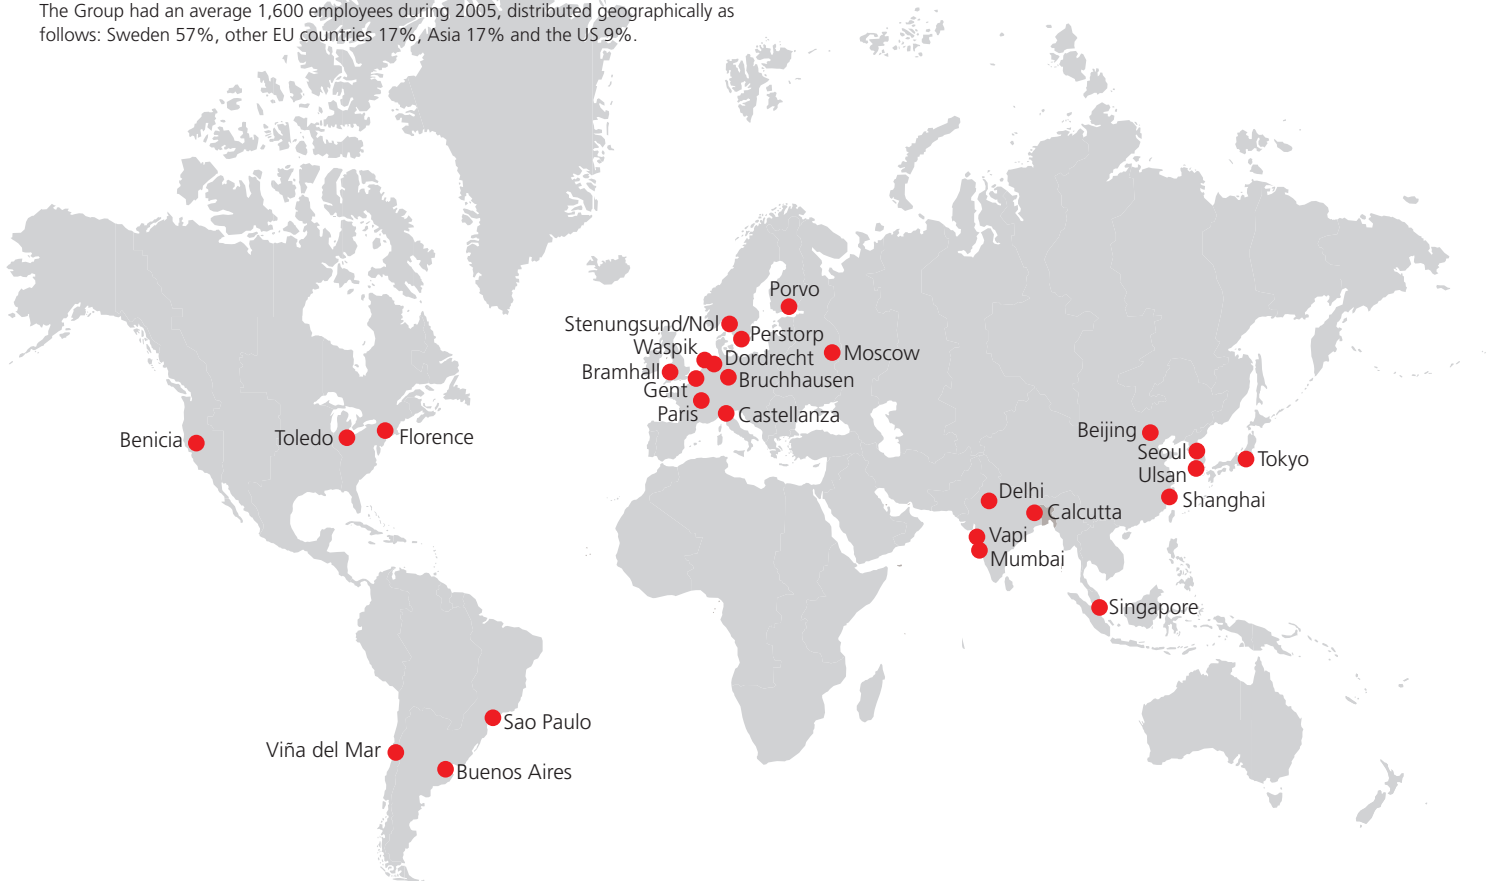 The Group had an average 1,600 employees during 2005, distributed geographically as
follows: Sweden 57%, other EU countries 17%, Asia 17% and the US 9%.
Porvo
Stenungsund/Nol
Perstorp
Waspik
Dordrecht
Moscow
Bramhall
Bruchhausen
Gent
Paris
Castellanza
Benicia
Toledo
Florence
Beijing
Seoul
Tokyo
Ulsan
Delhi
Shanghai
Calcutta
Vapi
Mumbai
Singapore
Sao Paulo
Viña del Mar
Buenos Aires